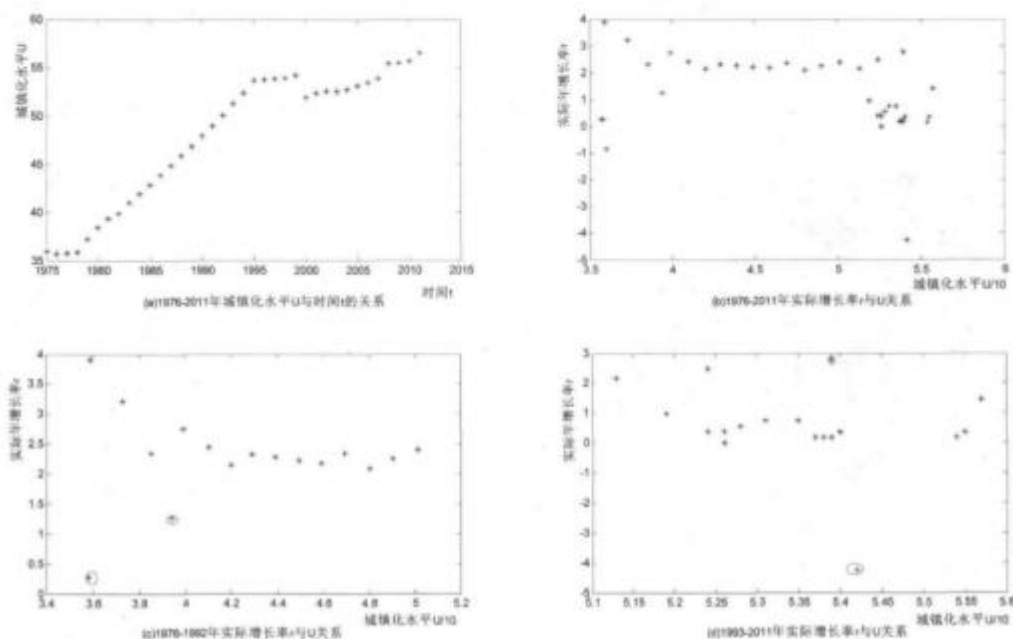 60
55
50
45
40
35
城镇化水平U
1975 1980 1985 1990 1995 2000 2005 2010 2015
时间t
(a)1976-2011年城镇化水平U与时间t的关系
4
3
2
1
0
-1
-2
-3
-4
-5
实际年增长率r
3.5 4 4.5 5 5.5 6
城镇化水平U/10
(b)1976-2011年实际增长率r与U关系
4
3.5
3
2.5
2
1.5
1
0.5
0
实际年增长率r
3.4 3.6 3.8 4 4.2 4.4 4.6 4.8 5 5.2
城镇化水平U/10
(c)1976-1992年实际增长率r与U关系
3
2
1
0
-1
-2
-3
-4
-5
实际年增长率r
5.1 5.15 5.2 5.25 5.3 5.35 5.4 5.45 5.5 5.55 5.6
城镇化水平U/10
(d)1993-2011年实际增长率r与U关系